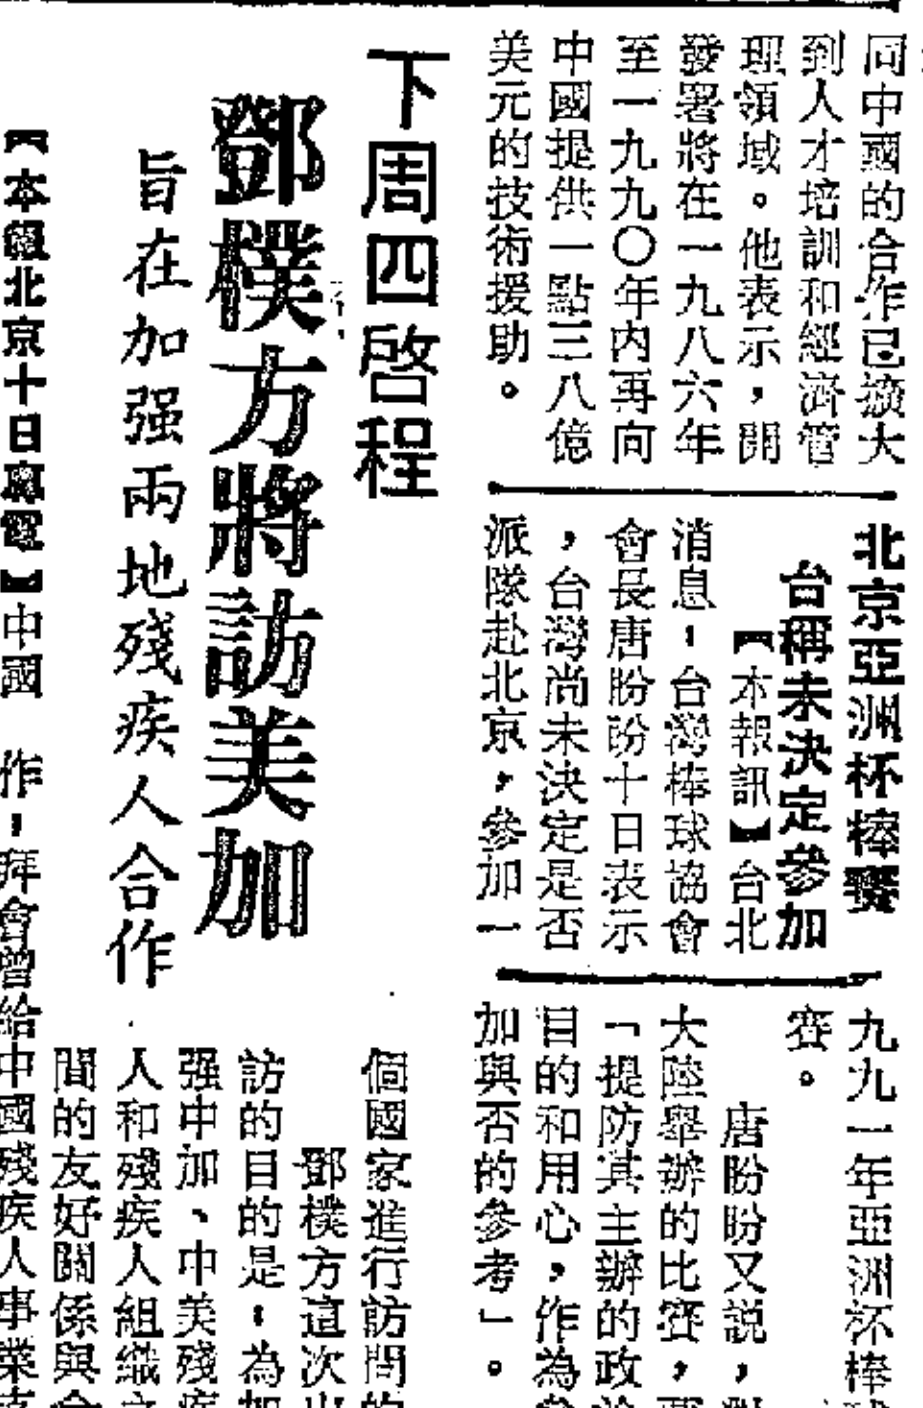 同中國的合作已擴大
到人才培訓和經濟管
理領域。他表示，開
發署將在一九八六年
至一九九〇年內再向
中國提供一點三八億
美元的技術援助。
北京亞洲杯棒賽
台稱未決定參加
【本報訊】台北
消息：台灣棒球協會
會長唐盼盼十日表示
，台灣尚未決定是否
派隊赴北京，參加一
九九一年亞洲杯棒球
賽。
唐盼盼又説，對
大陸舉辦的比賽，要
「提防其主辦的政治
目的和用心，作為參
加與否的參考」。
下周四啓程
鄧樸方將訪美加
旨在加强兩地殘疾人合作
【本報北京十日專電】中國
個國家進行訪問的
鄧樸方這次出
訪的目的是：為加
强中加、中美殘疾
人和殘疾人組織之
間的友好關係與合
作，拜會曾給中國殘疾人事業支